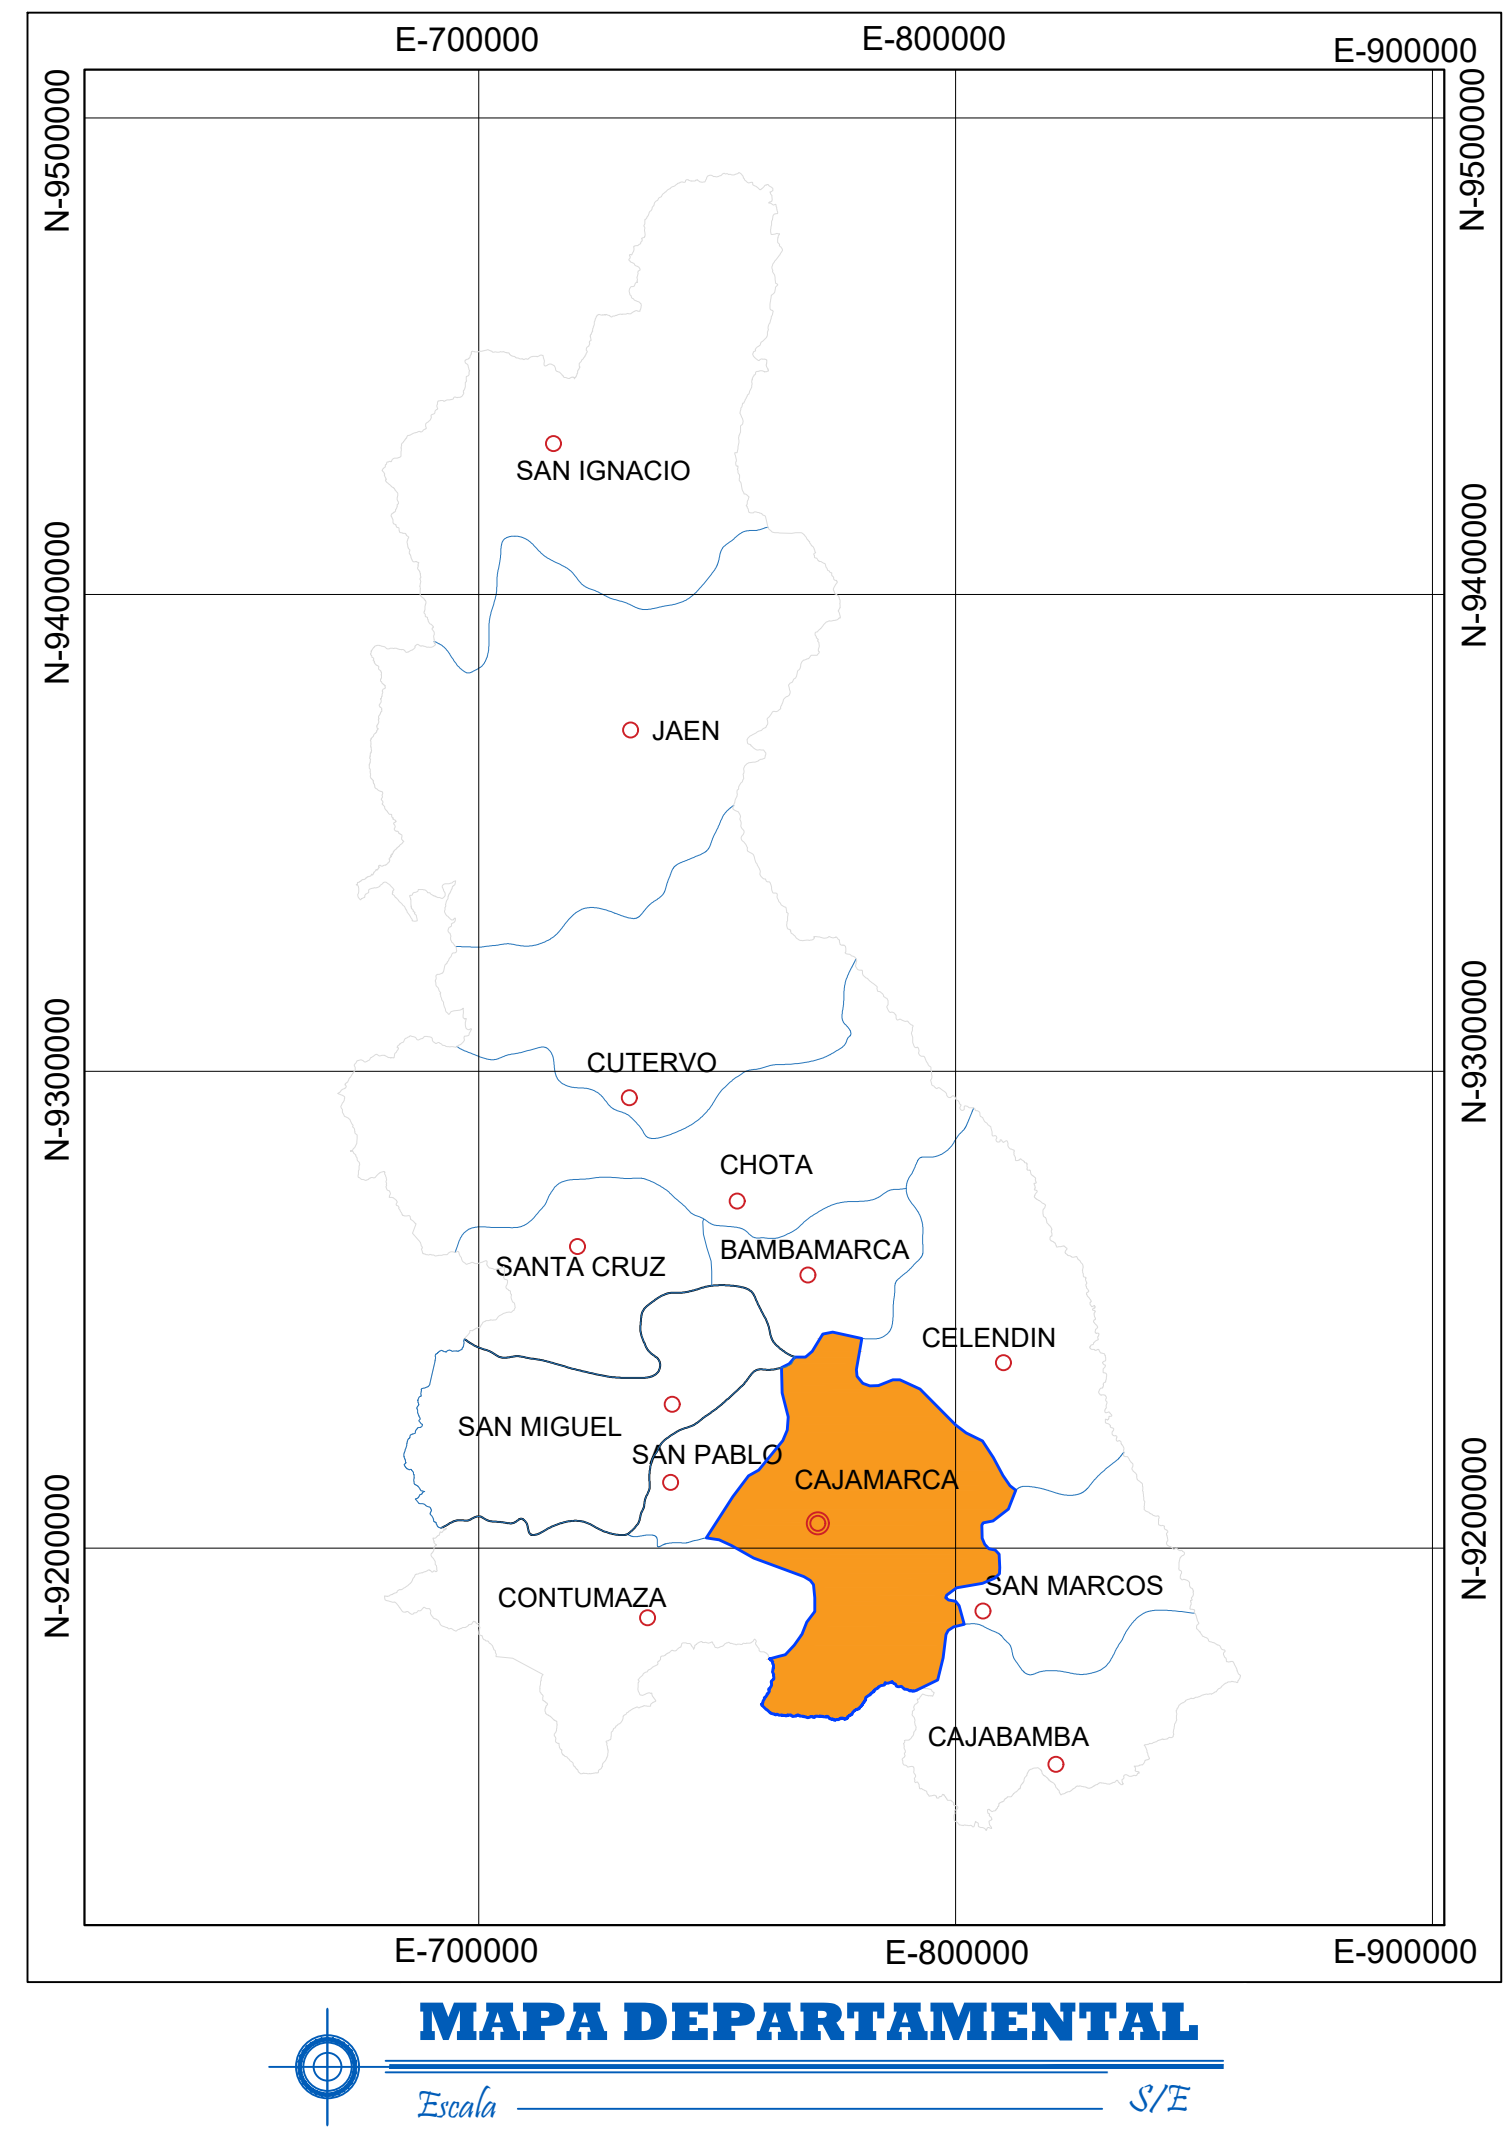 E-700000
E-800000
E-900000
N-9500000
N-9500000
SAN IGNACIO
N-9400000
N-9400000
JAEN
N-9300000
N-9300000
CUTERVO
CHOTA
BAMBAMARCA
SANTA CRUZ
CELENDIN
SAN MIGUEL
SAN PABLO
CAJAMARCA
N-9200000
N-9200000
SAN MARCOS
CONTUMAZA
CAJABAMBA
E-700000
E-800000
E-900000
MAPA DEPARTAMENTAL
Escala S/E